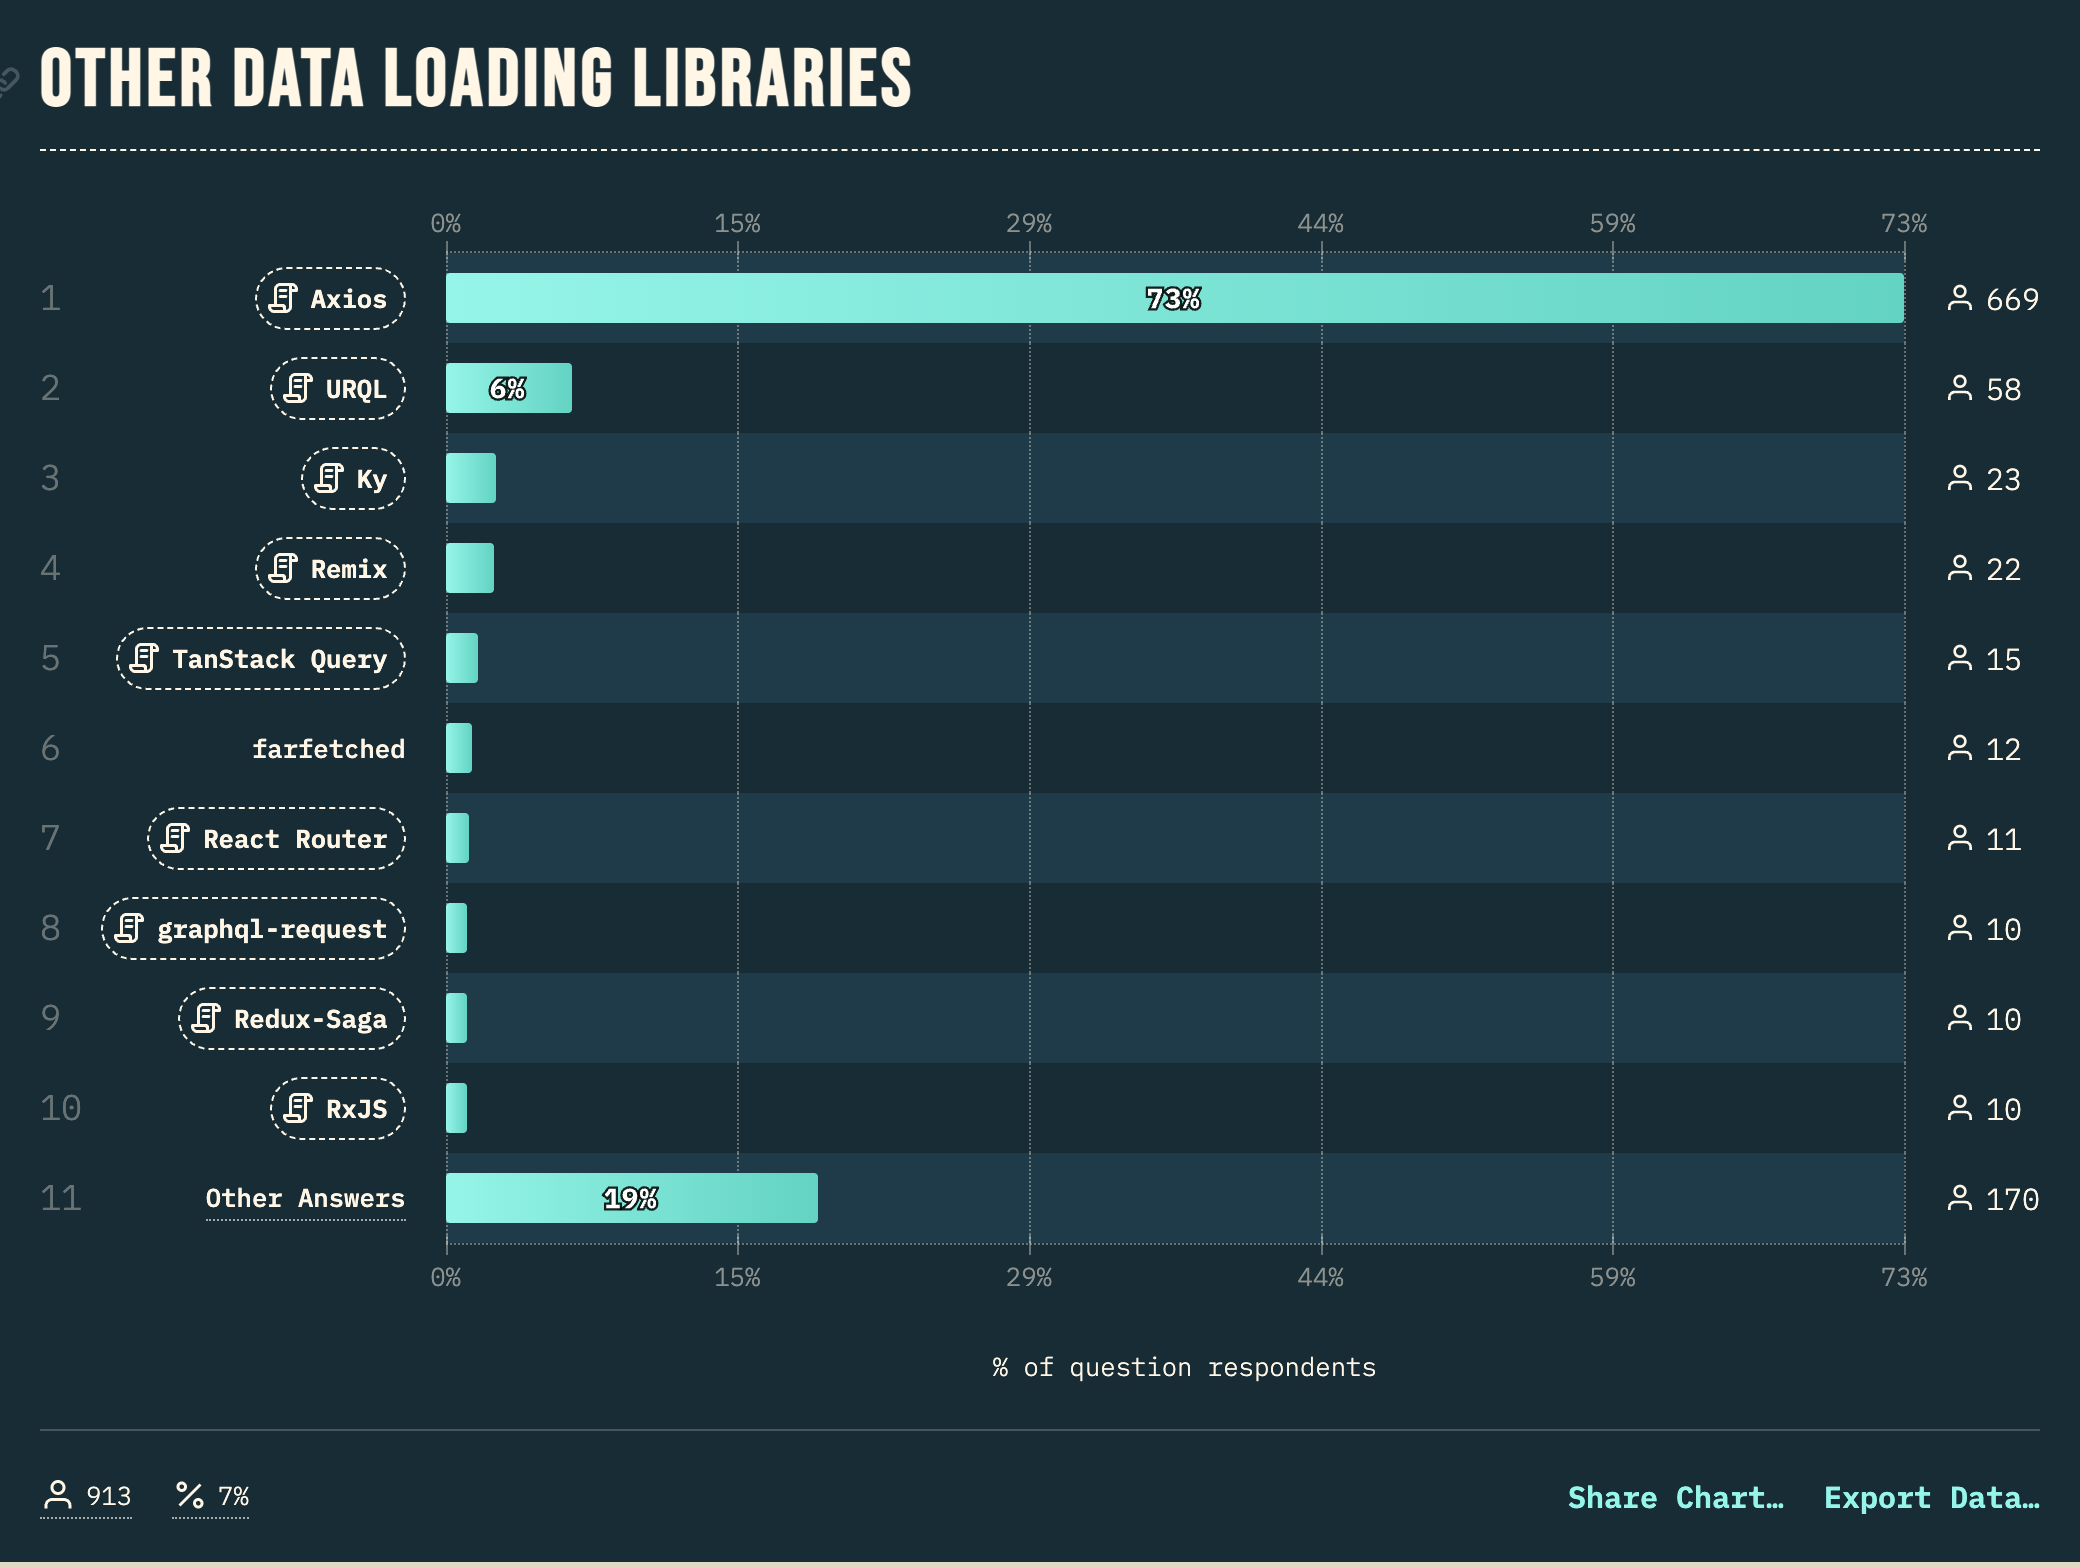 OTHER DATA LOADING LIBRARIES
0% 15% 29% 44% 59% 73%
1 Axios 73% 669
2 URQL 6% 58
3 Ky 23
4 Remix 22
5 TanStack Query 15
6 farfetched 12
7 React Router 11
8 graphql-request 10
9 Redux-Saga 10
10 RxJS 10
11 Other Answers 19% 170
0% 15% 29% 44% 59% 73%
% of question respondents
913 7% Share Chart… Export Data…